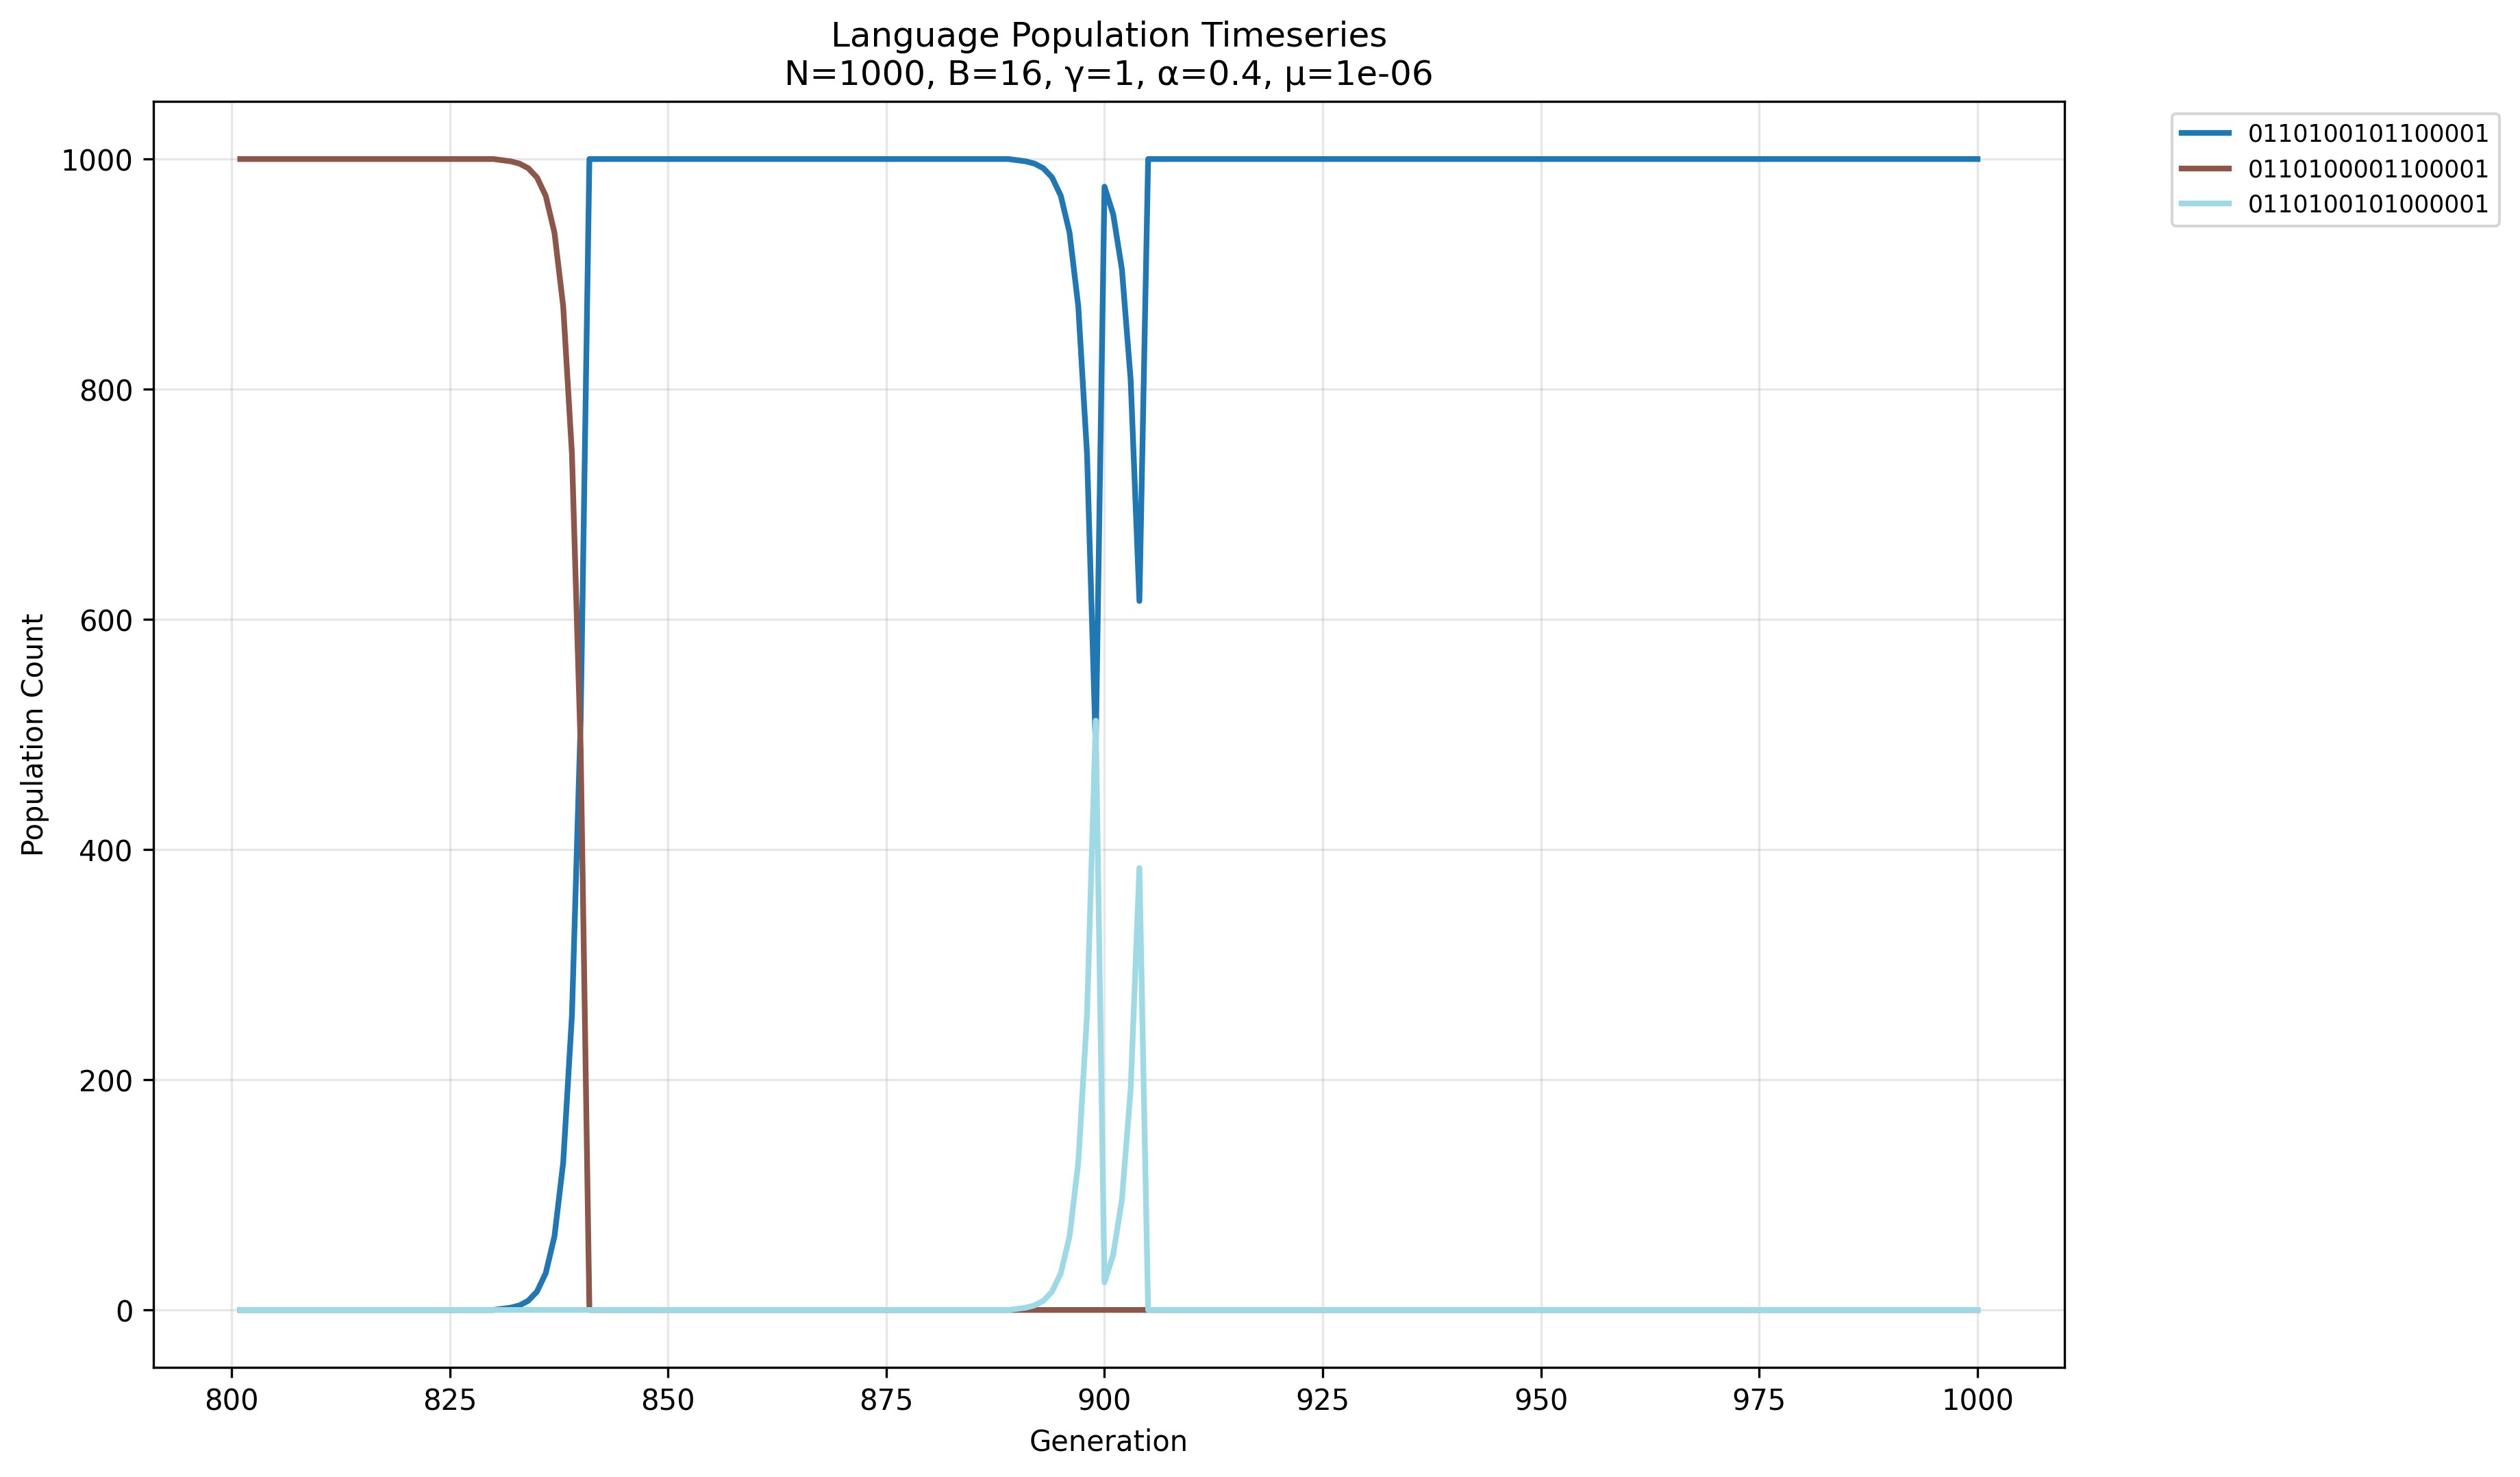 Language Population Timeseries
N=1000, B=16, γ=1, α=0.4, μ=1e-06
0110100101100001
0110100001100001
0110100101000001
1000
800
600
400
200
0
Population Count
800 825 850 875 900 925 950 975 1000
Generation